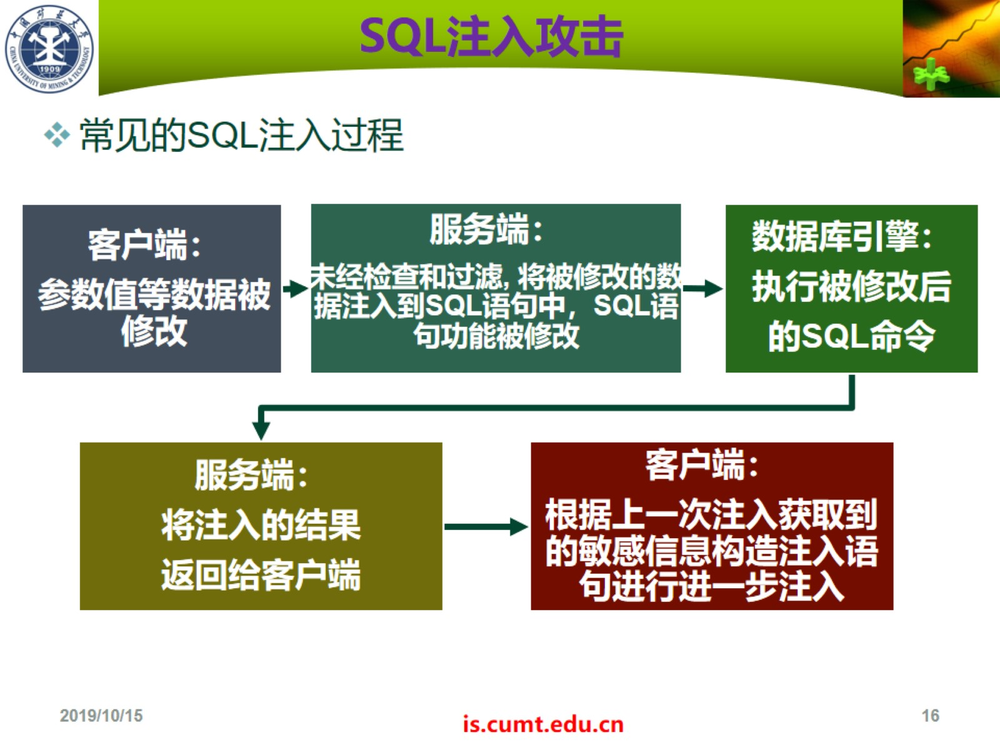 中国矿业大学
CHINA UNIVERSITY OF MINING & TECHNOLOGY
1909
SQL注入攻击
常见的SQL注入过程
客户端：
参数值等数据被
修改
服务端：
未经检查和过滤, 将被修改的数
据注入到SQL语句中，SQL语
句功能被修改
数据库引擎：
执行被修改后
的SQL命令
服务端：
将注入的结果
返回给客户端
客户端：
根据上一次注入获取到
的敏感信息构造注入语
句进行进一步注入
2019/10/15
is.cumt.edu.cn
16